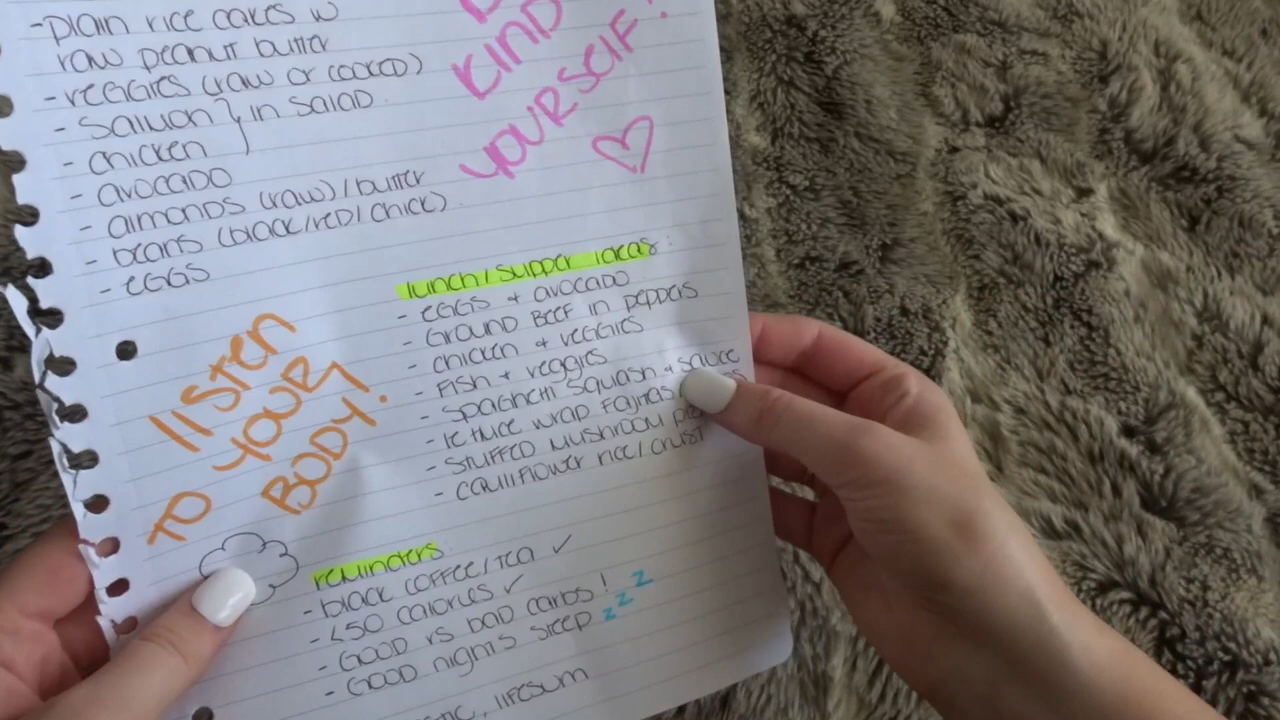 -plain rice cakes w
raw peanut butter
- veggies (raw or cooked)
- salmon } in salad
- chicken
- avocado
- almonds (raw)/butter
- beans (black/red/chick)
- eggs
KIND
YOURSELF!
lunch/supper ideas:
- eggs + avocado
- Ground Beef in peppers
- chicken + veggies
- Fish + veggies
- spaghetti squash + sauce
- lettuce wrap fajitas
- stuffed mushroom
- cauliflower rice/crust
TO listen
YOUR
BODY!
reminders
- black coffee/tea ✓
- <50 calories ✓
- Good vs bad carbs!
- Good nights sleep zzz
, lifesum